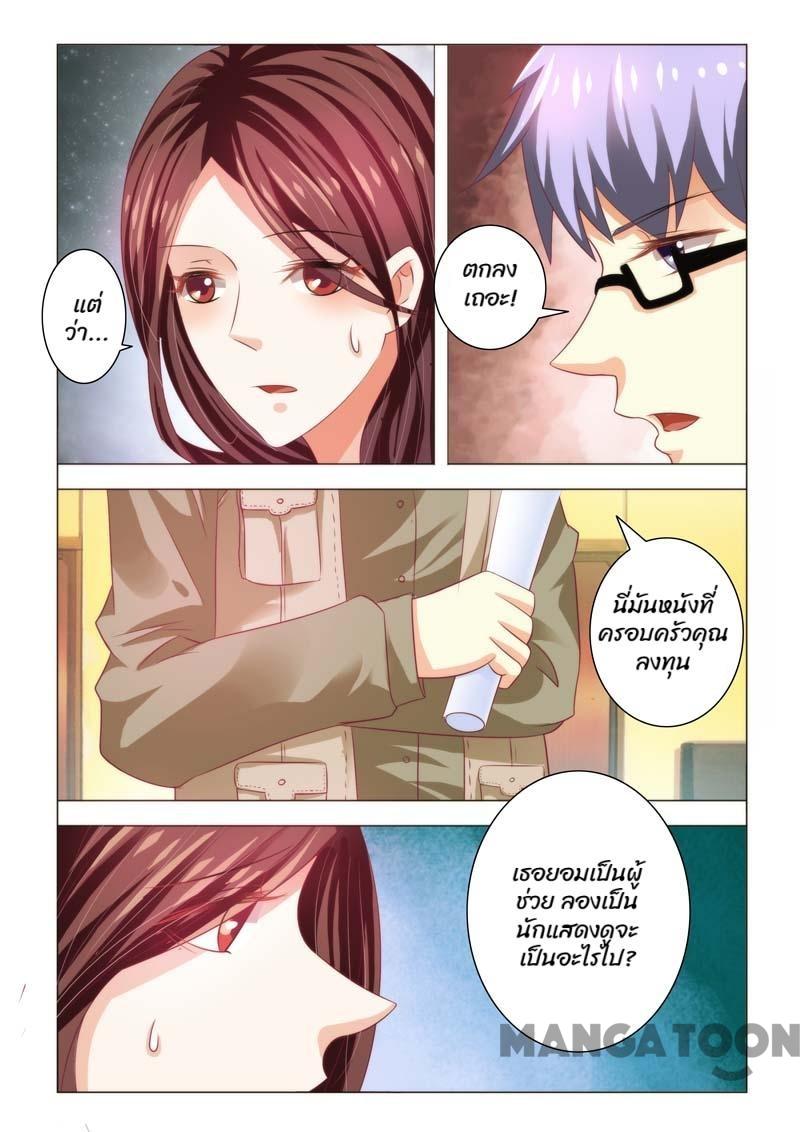 แต่
ว่า...
ตกลง
เถอะ!
นี่มันหนังที่
ครอบครัวคุณ
ลงทุน
เธอยอมเป็นผู้
ช่วย ลองเป็น
นักแสดงดูจะ
เป็นอะไรไป?
MANGATOON